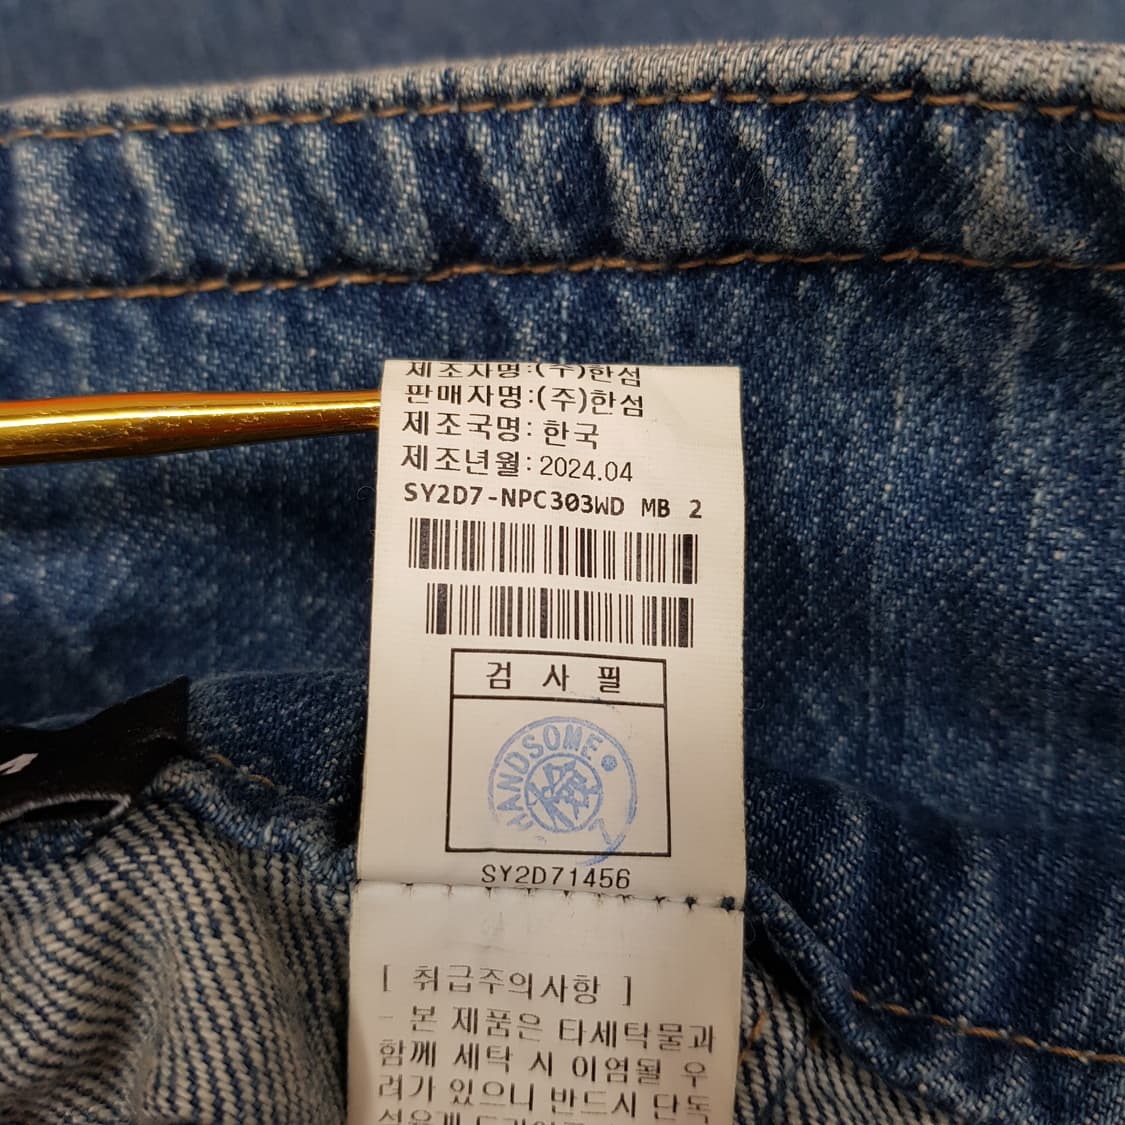 제조자명:(주)한섬
판매자명:(주)한섬
제조국명: 한국
제조년월: 2024.04
SY2D7-NPC303WD MB 2
검 사 필
HANDSOME
SY2D71456
[ 취급주의사항 ]
- 본 제품은 타세탁물과
함께 세탁 시 이염될 우
려가 있으니 반드시 단독